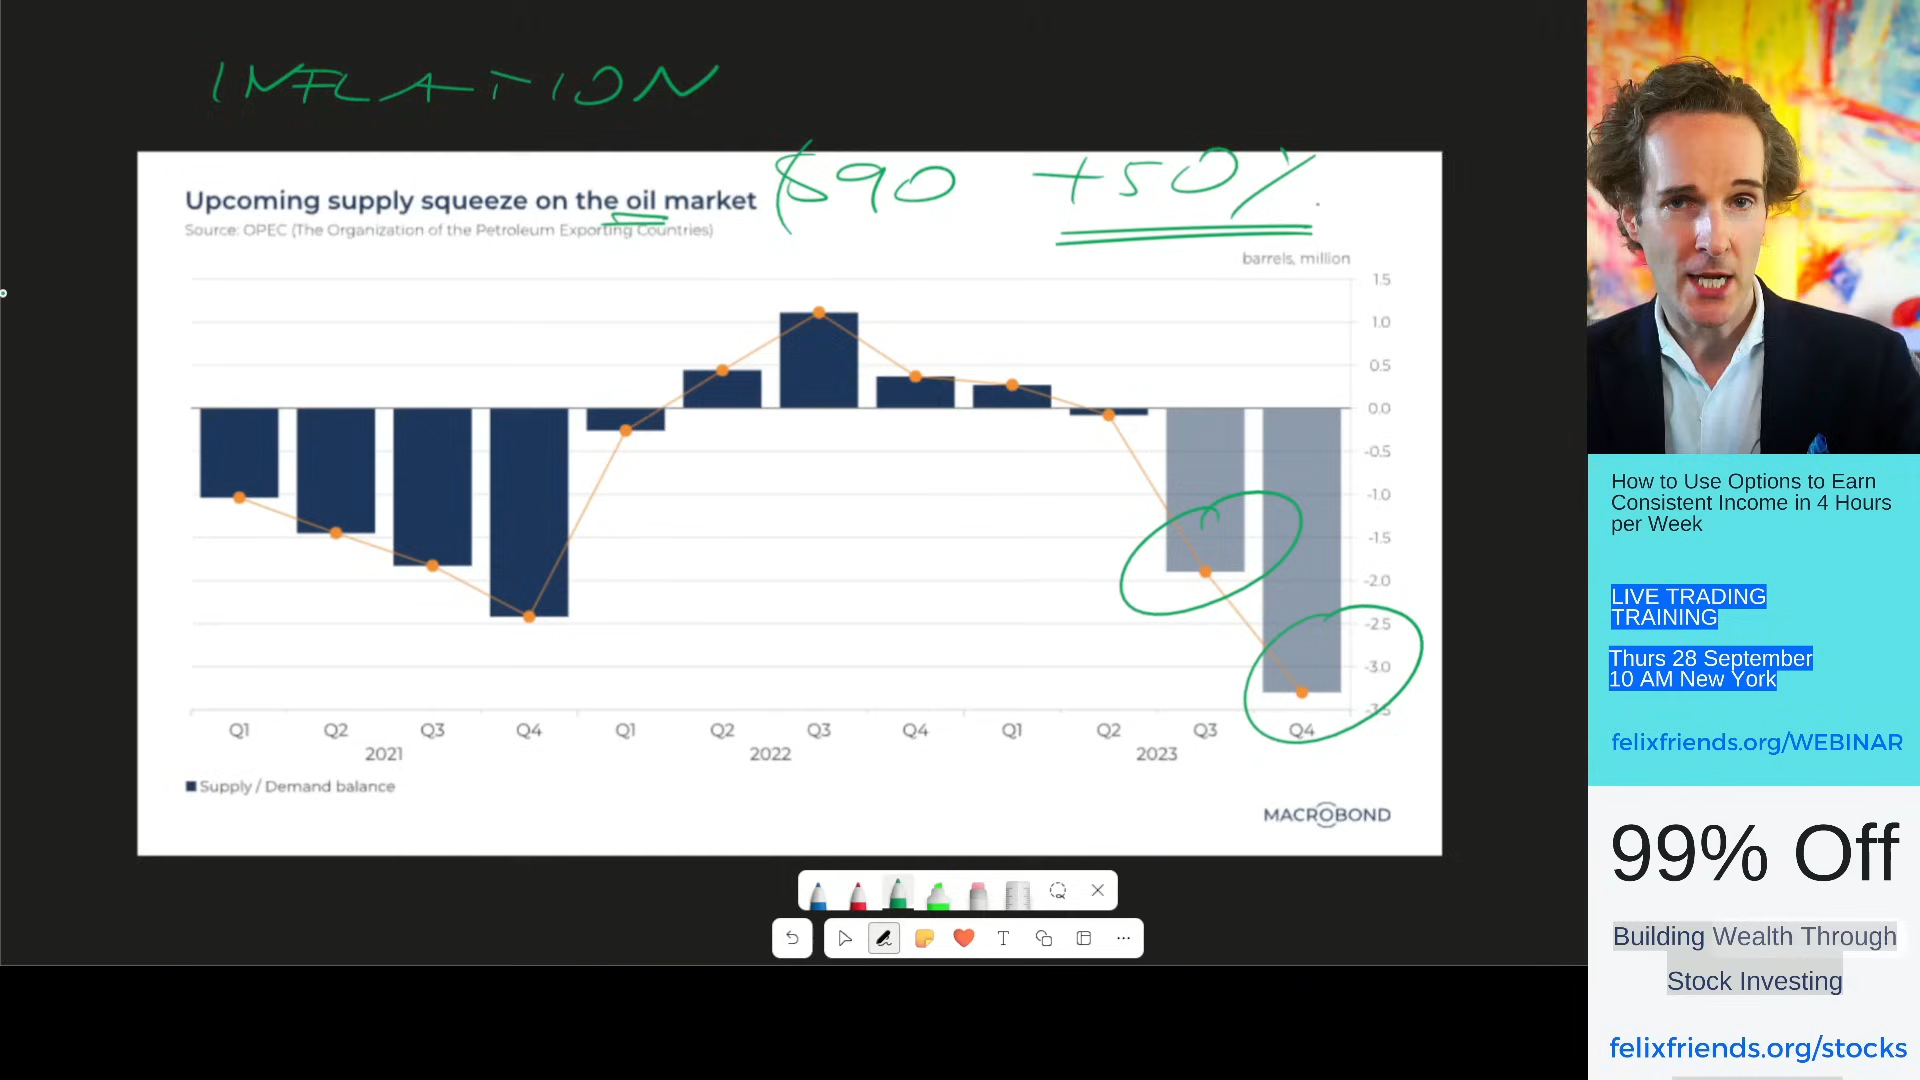 INFLATION
$90 +50%
Upcoming supply squeeze on the oil market
Source: OPEC (The Organization of the Petroleum Exporting Countries)
barrels, million
1.5
1.0
0.5
0.0
-0.5
-1.0
-1.5
-2.0
-2.5
-3.0
-3.5
Q1 Q2 Q3 Q4 Q1 Q2 Q3 Q4 Q1 Q2 Q3 Q4
2021 2022 2023
Supply / Demand balance
MACROBOND
T
How to Use Options to Earn
Consistent Income in 4 Hours
per Week
LIVE TRADING
TRAINING
Thurs 28 September
10 AM New York
felixfriends.org/WEBINAR
99% Off
Building Wealth Through
Stock Investing
felixfriends.org/stocks